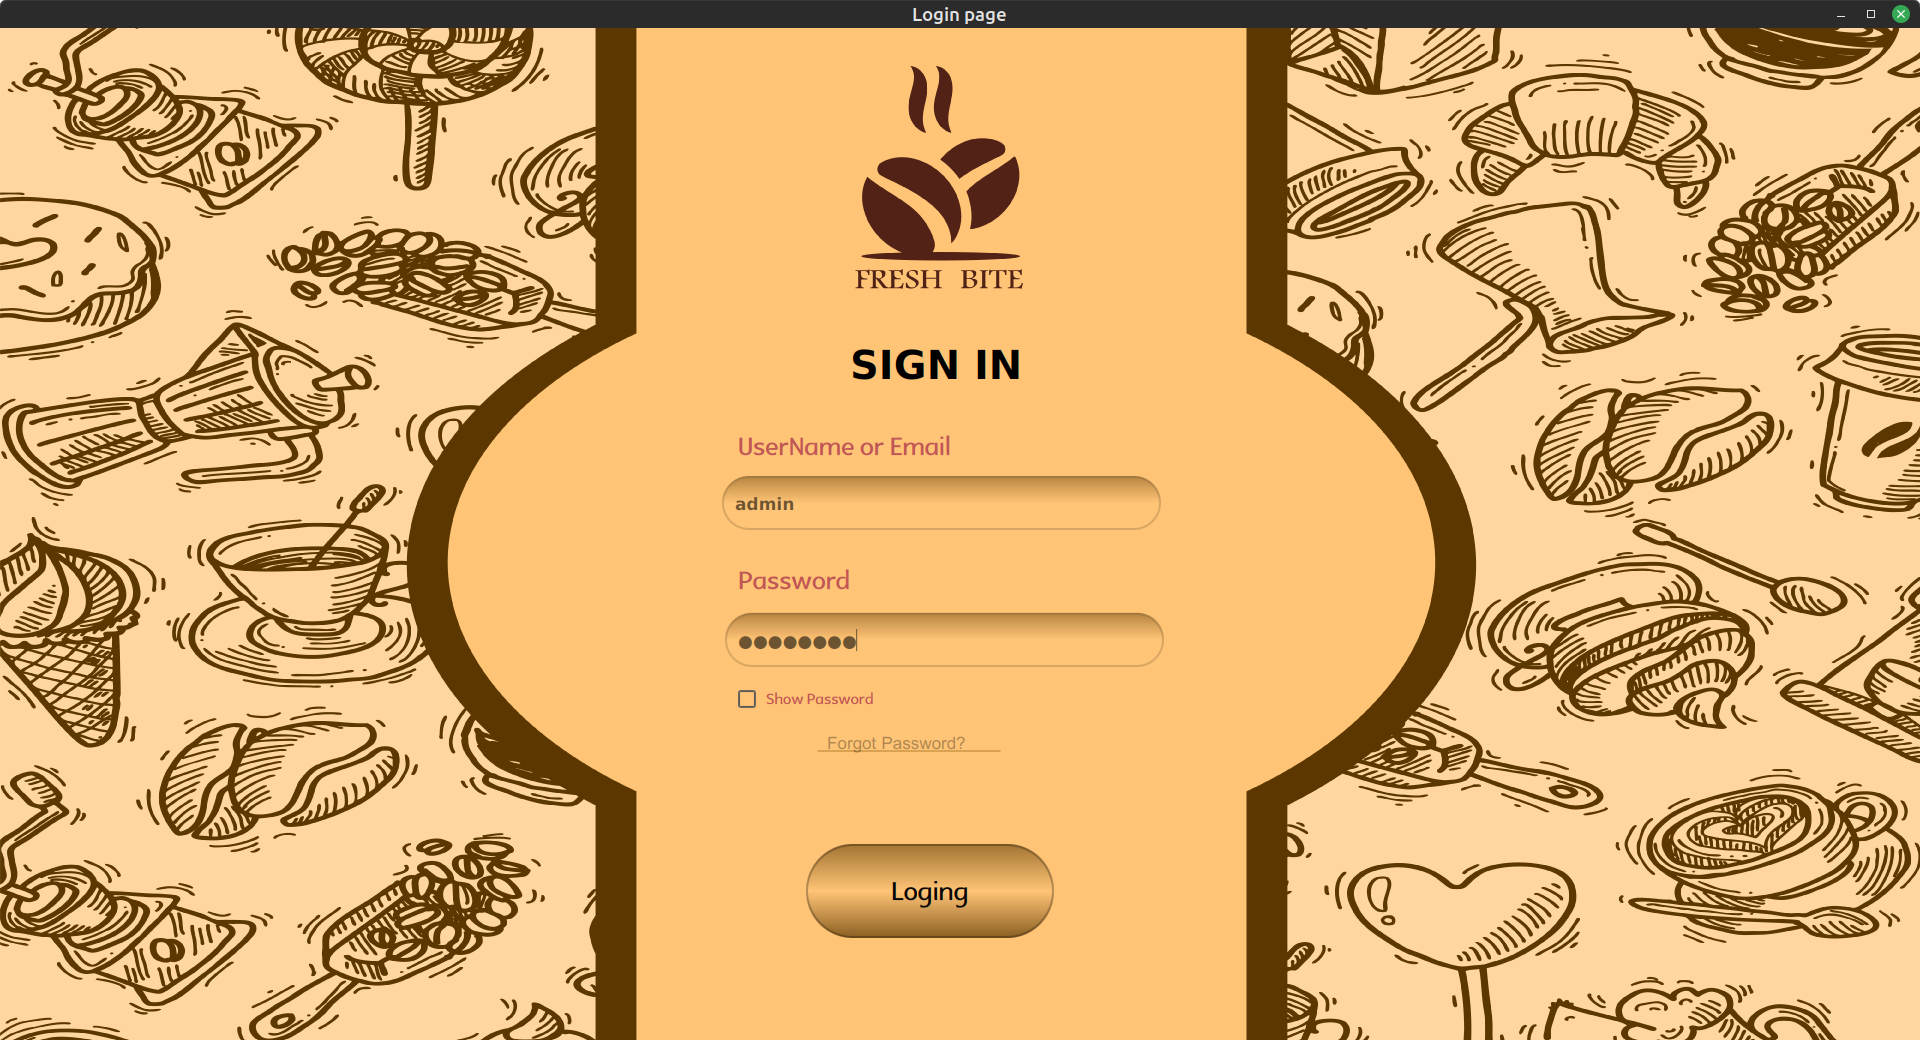 Login page
FRESH BITE
SIGN IN
UserName or Email
admin
Password
●●●●●●●●
Show Password
Forgot Password?
Loging